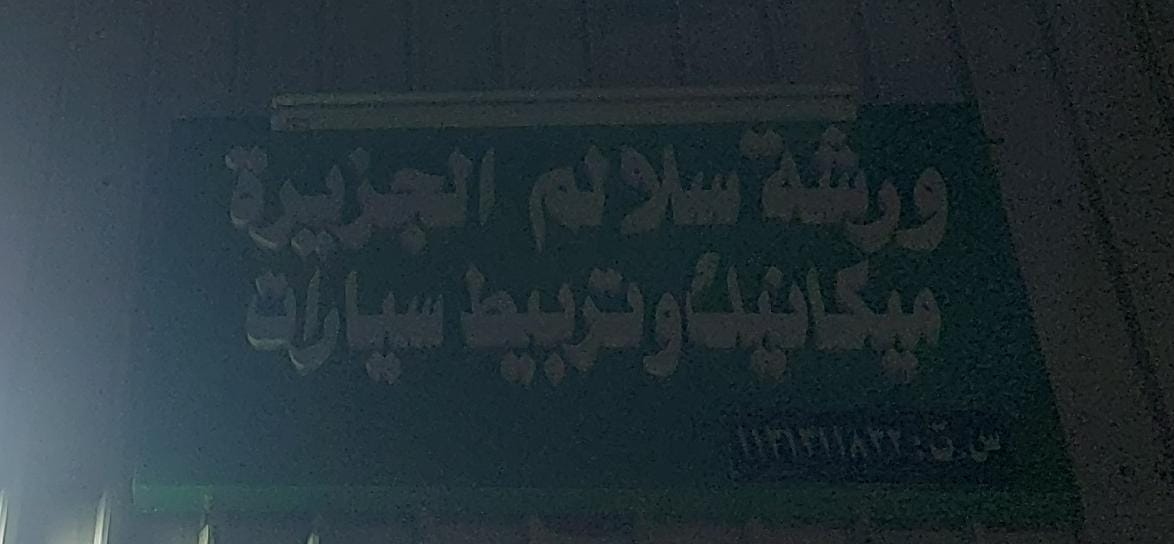 ورشة سلالم الجزيرة
ميكانيك وتربيط سيارات
س.ت: